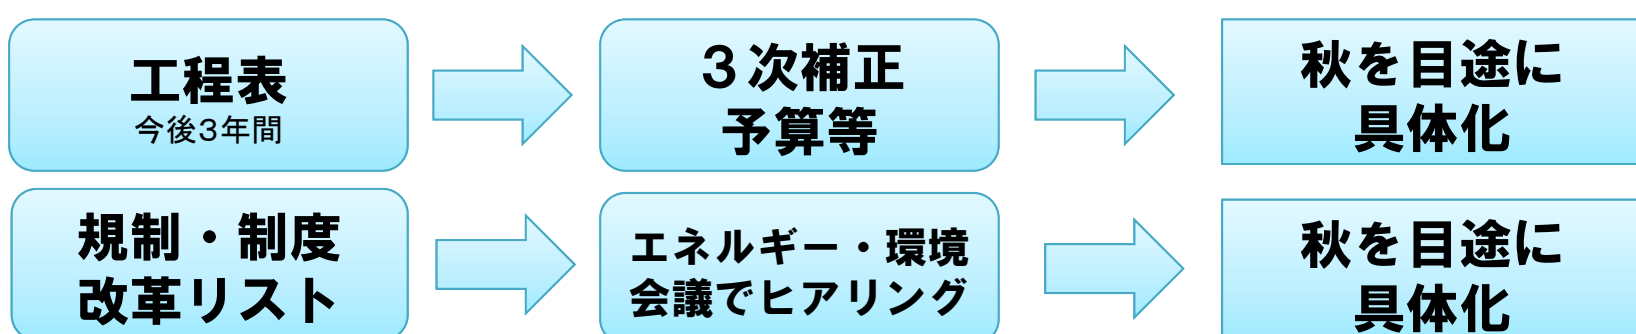 工程表
今後３年間
３次補正
予算等
秋を目途に
具体化
規制・制度
改革リスト
エネルギー・環境
会議でヒアリング
秋を目途に
具体化